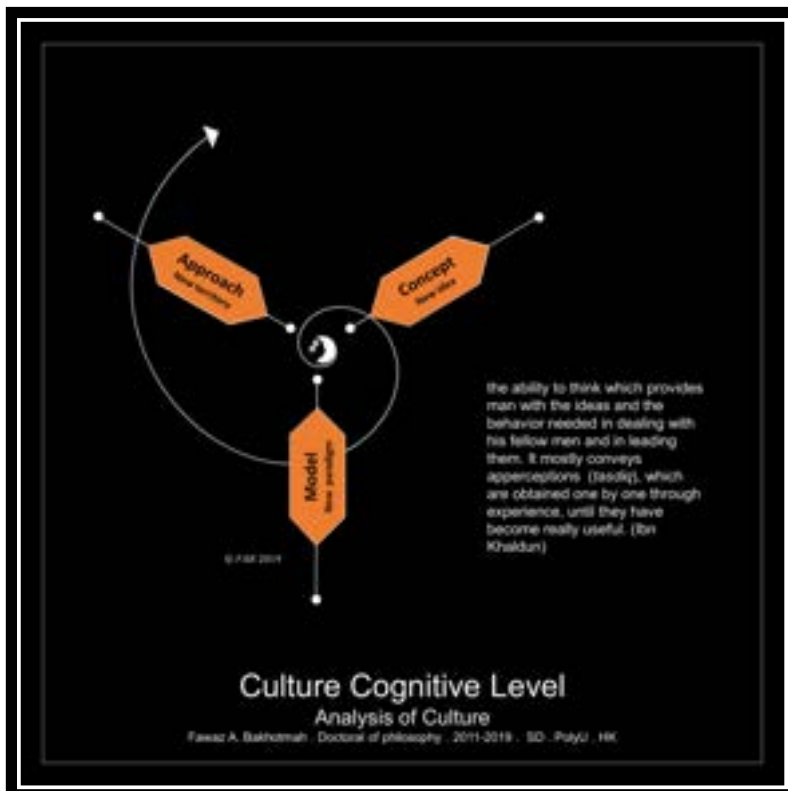 Approach
New territory
Concept
New idea
Model
New paradigm
the ability to think which provides
man with the ideas and the
behavior needed in dealing with
his fellow men and in leading
them. It mostly conveys
apperceptions (tasdiq), which
are obtained one by one through
experience, until they have
become really useful. (Ibn
Khaldun)
Culture Cognitive Level
Analysis of Culture
Fawaz A. Bakhotmah . Doctoral of philosophy . 2011-2019 . SD . PolyU . HK